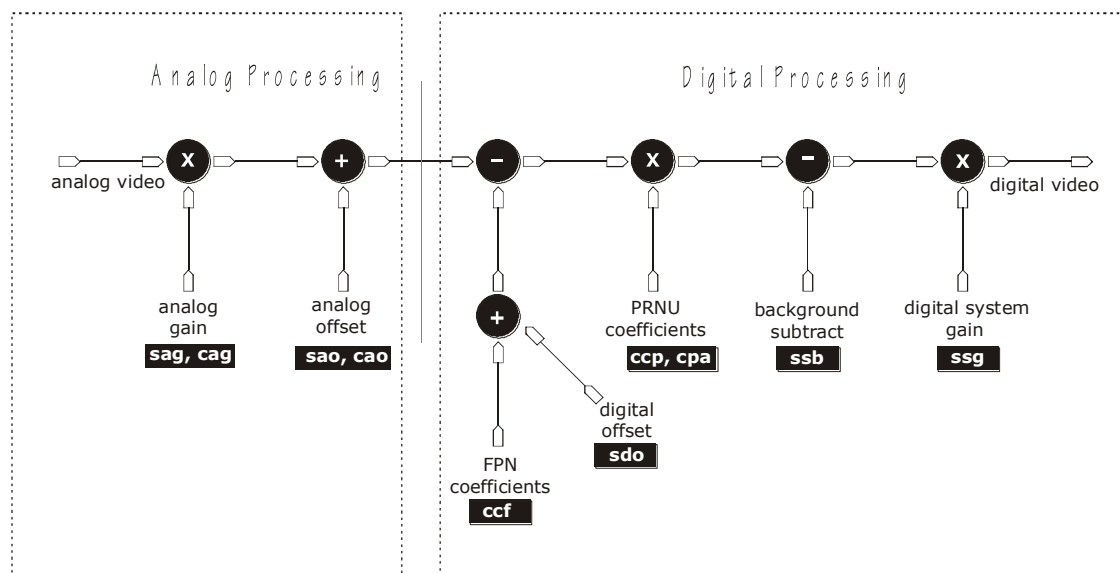 Analog Processing
Digital Processing
X
+
−
X
−
X
analog video
digital video
analog
gain
sag, cag
analog
offset
sao, cao
+
PRNU
coefficients
ccp, cpa
background
subtract
ssb
digital system
gain
ssg
digital
offset
sdo
FPN
coefficients
ccf